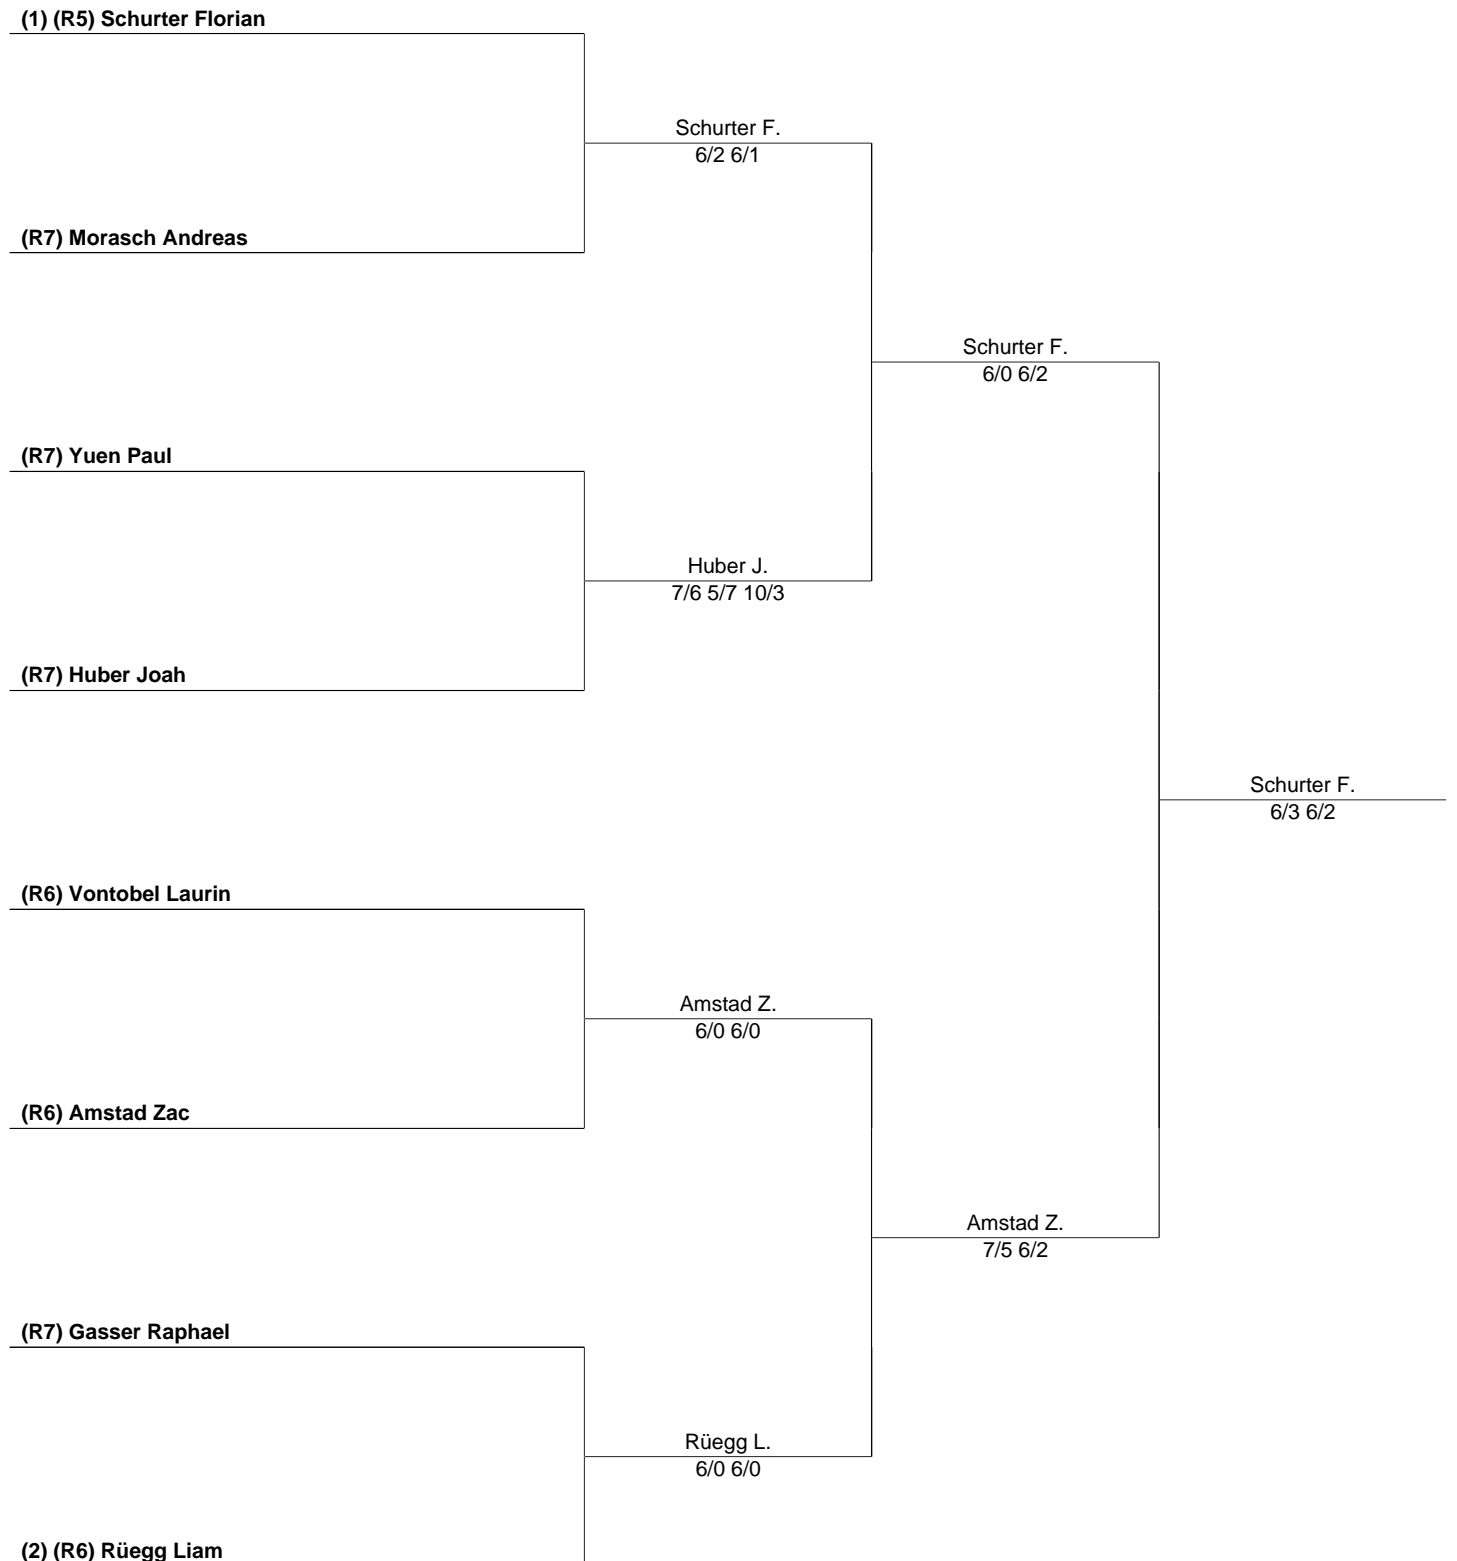 (1) (R5) Schurter Florian
Schurter F.
6/2 6/1
(R7) Morasch Andreas
Schurter F.
6/0 6/2
(R7) Yuen Paul
Huber J.
7/6 5/7 10/3
(R7) Huber Joah
Schurter F.
6/3 6/2
(R6) Vontobel Laurin
Amstad Z.
6/0 6/0
(R6) Amstad Zac
Amstad Z.
7/5 6/2
(R7) Gasser Raphael
Rüegg L.
6/0 6/0
(2) (R6) Rüegg Liam